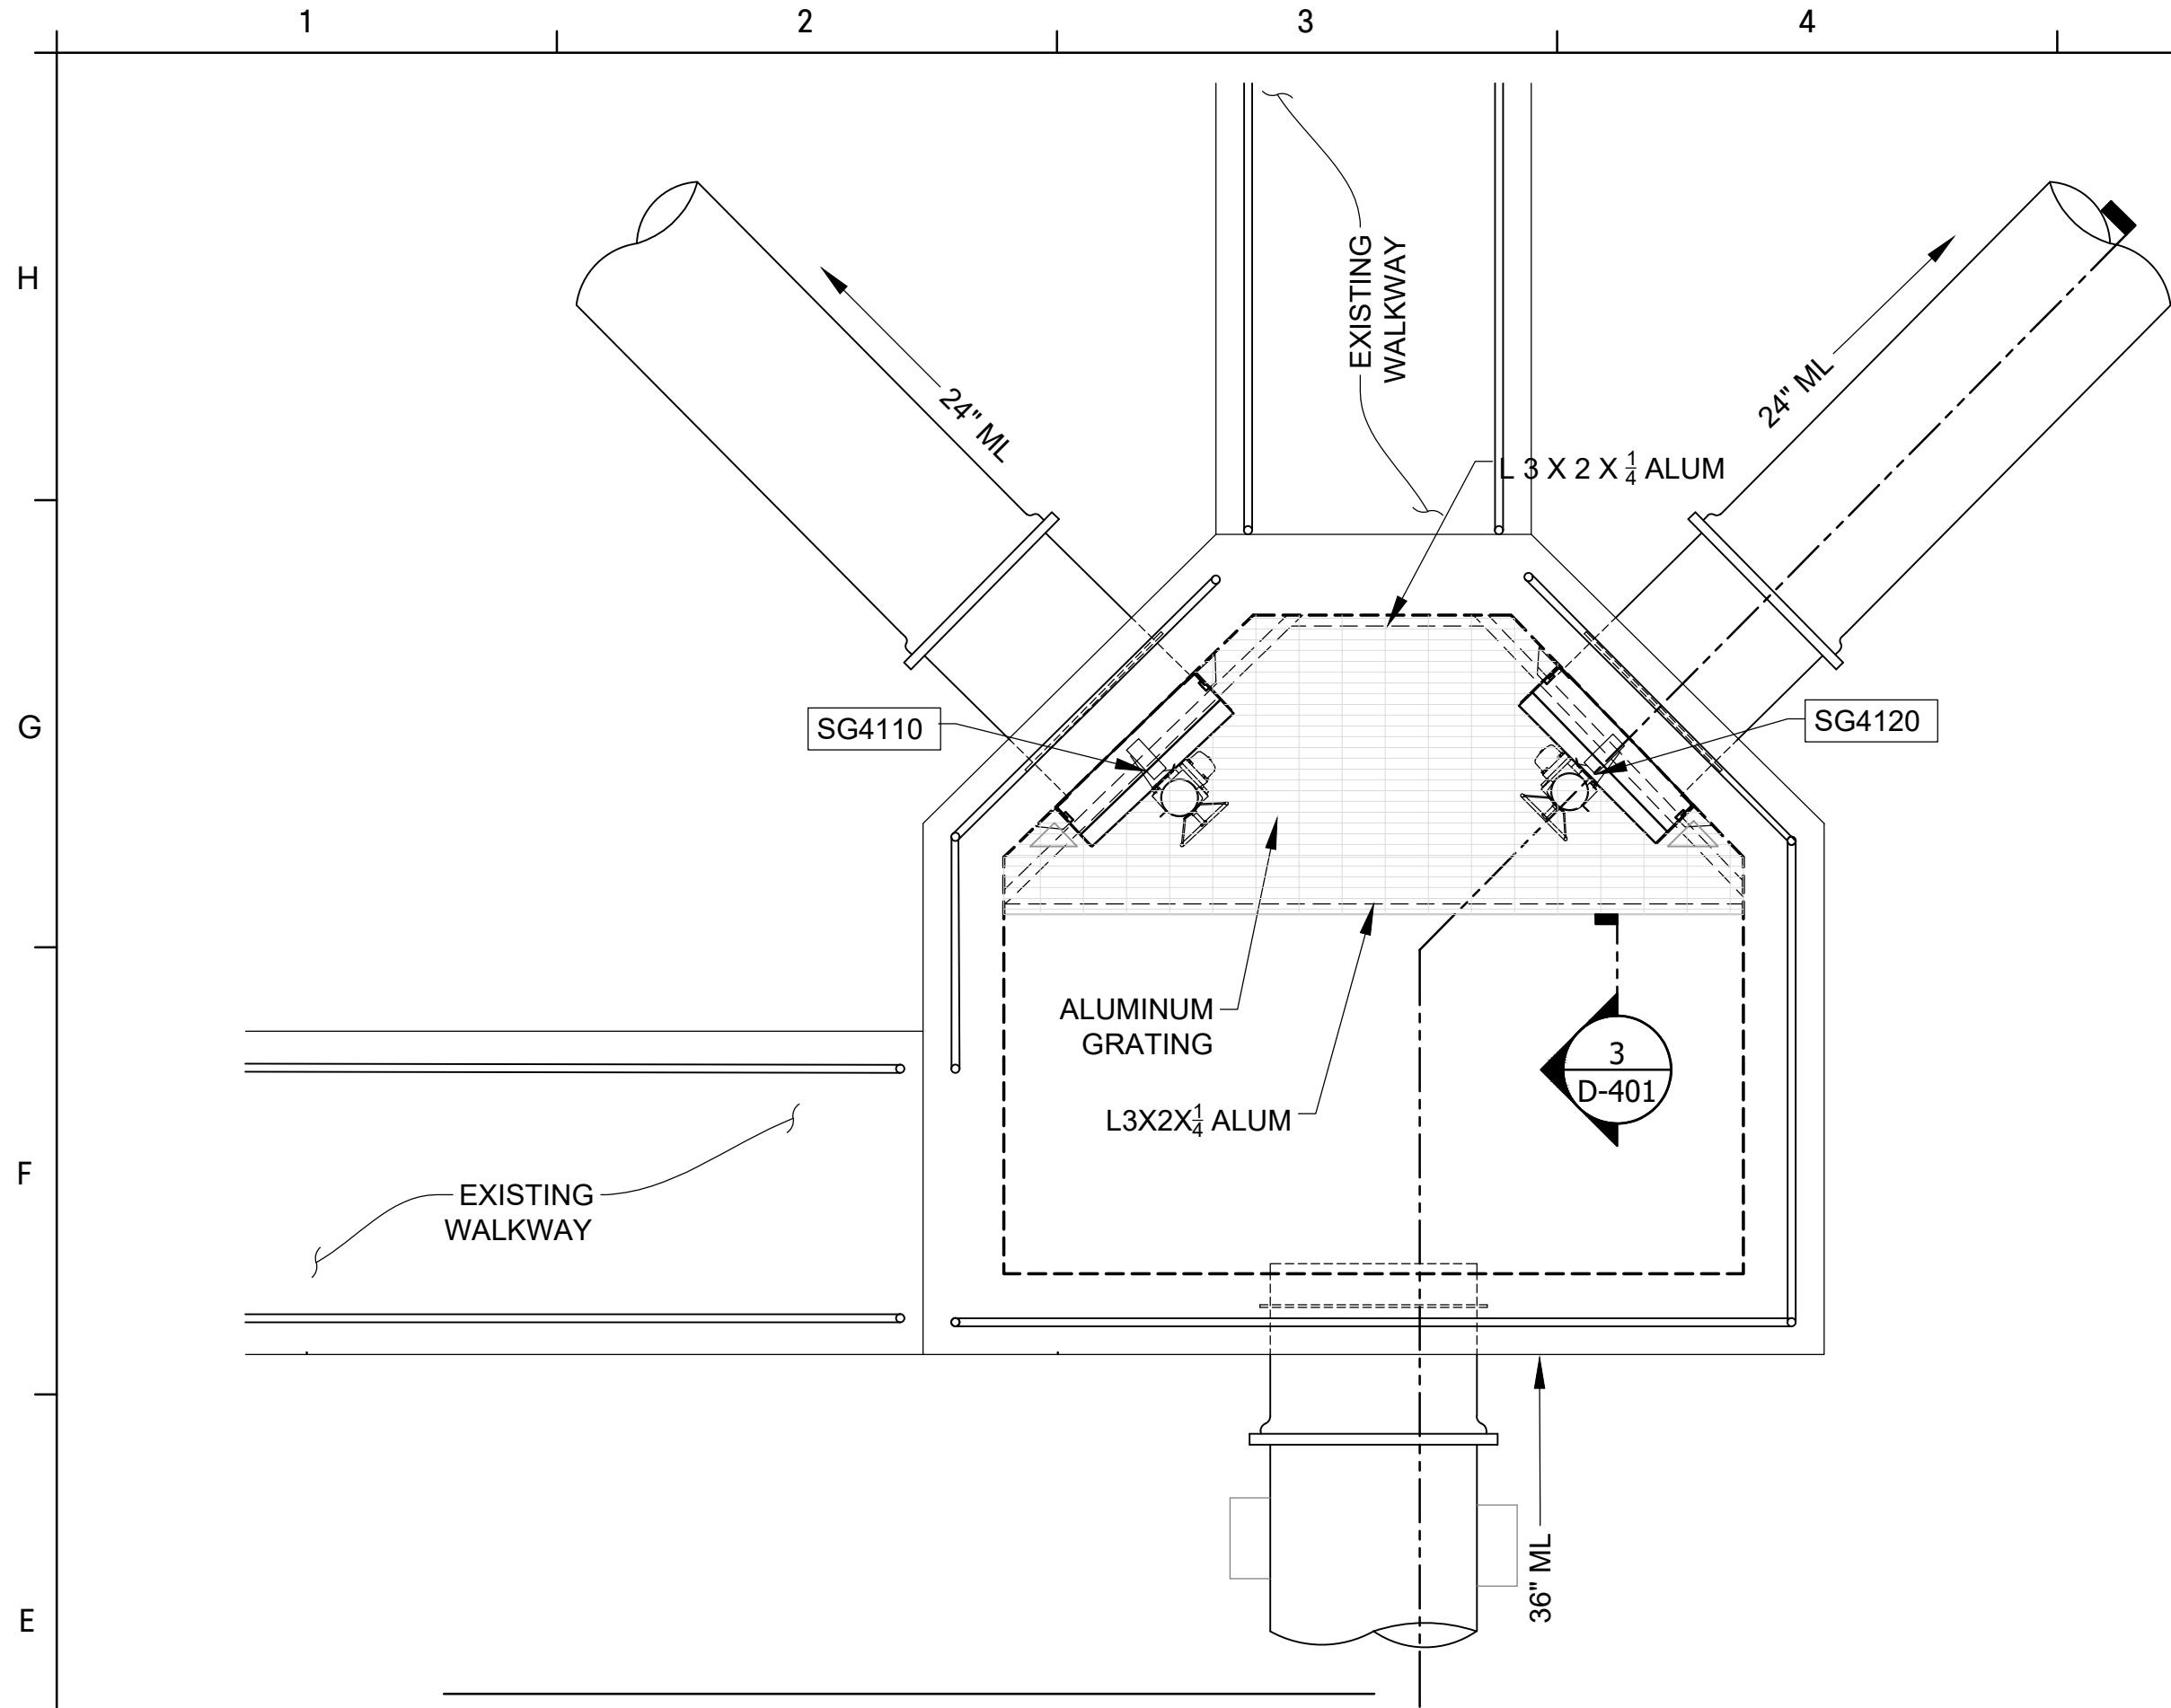 1
2
3
4
H
G
F
E
24" ML
EXISTING
WALKWAY
24" ML
L 3 X 2 X 1/4 ALUM
SG4110
SG4120
ALUMINUM
GRATING
L3X2X1/4 ALUM
3
D-401
EXISTING
WALKWAY
36" ML